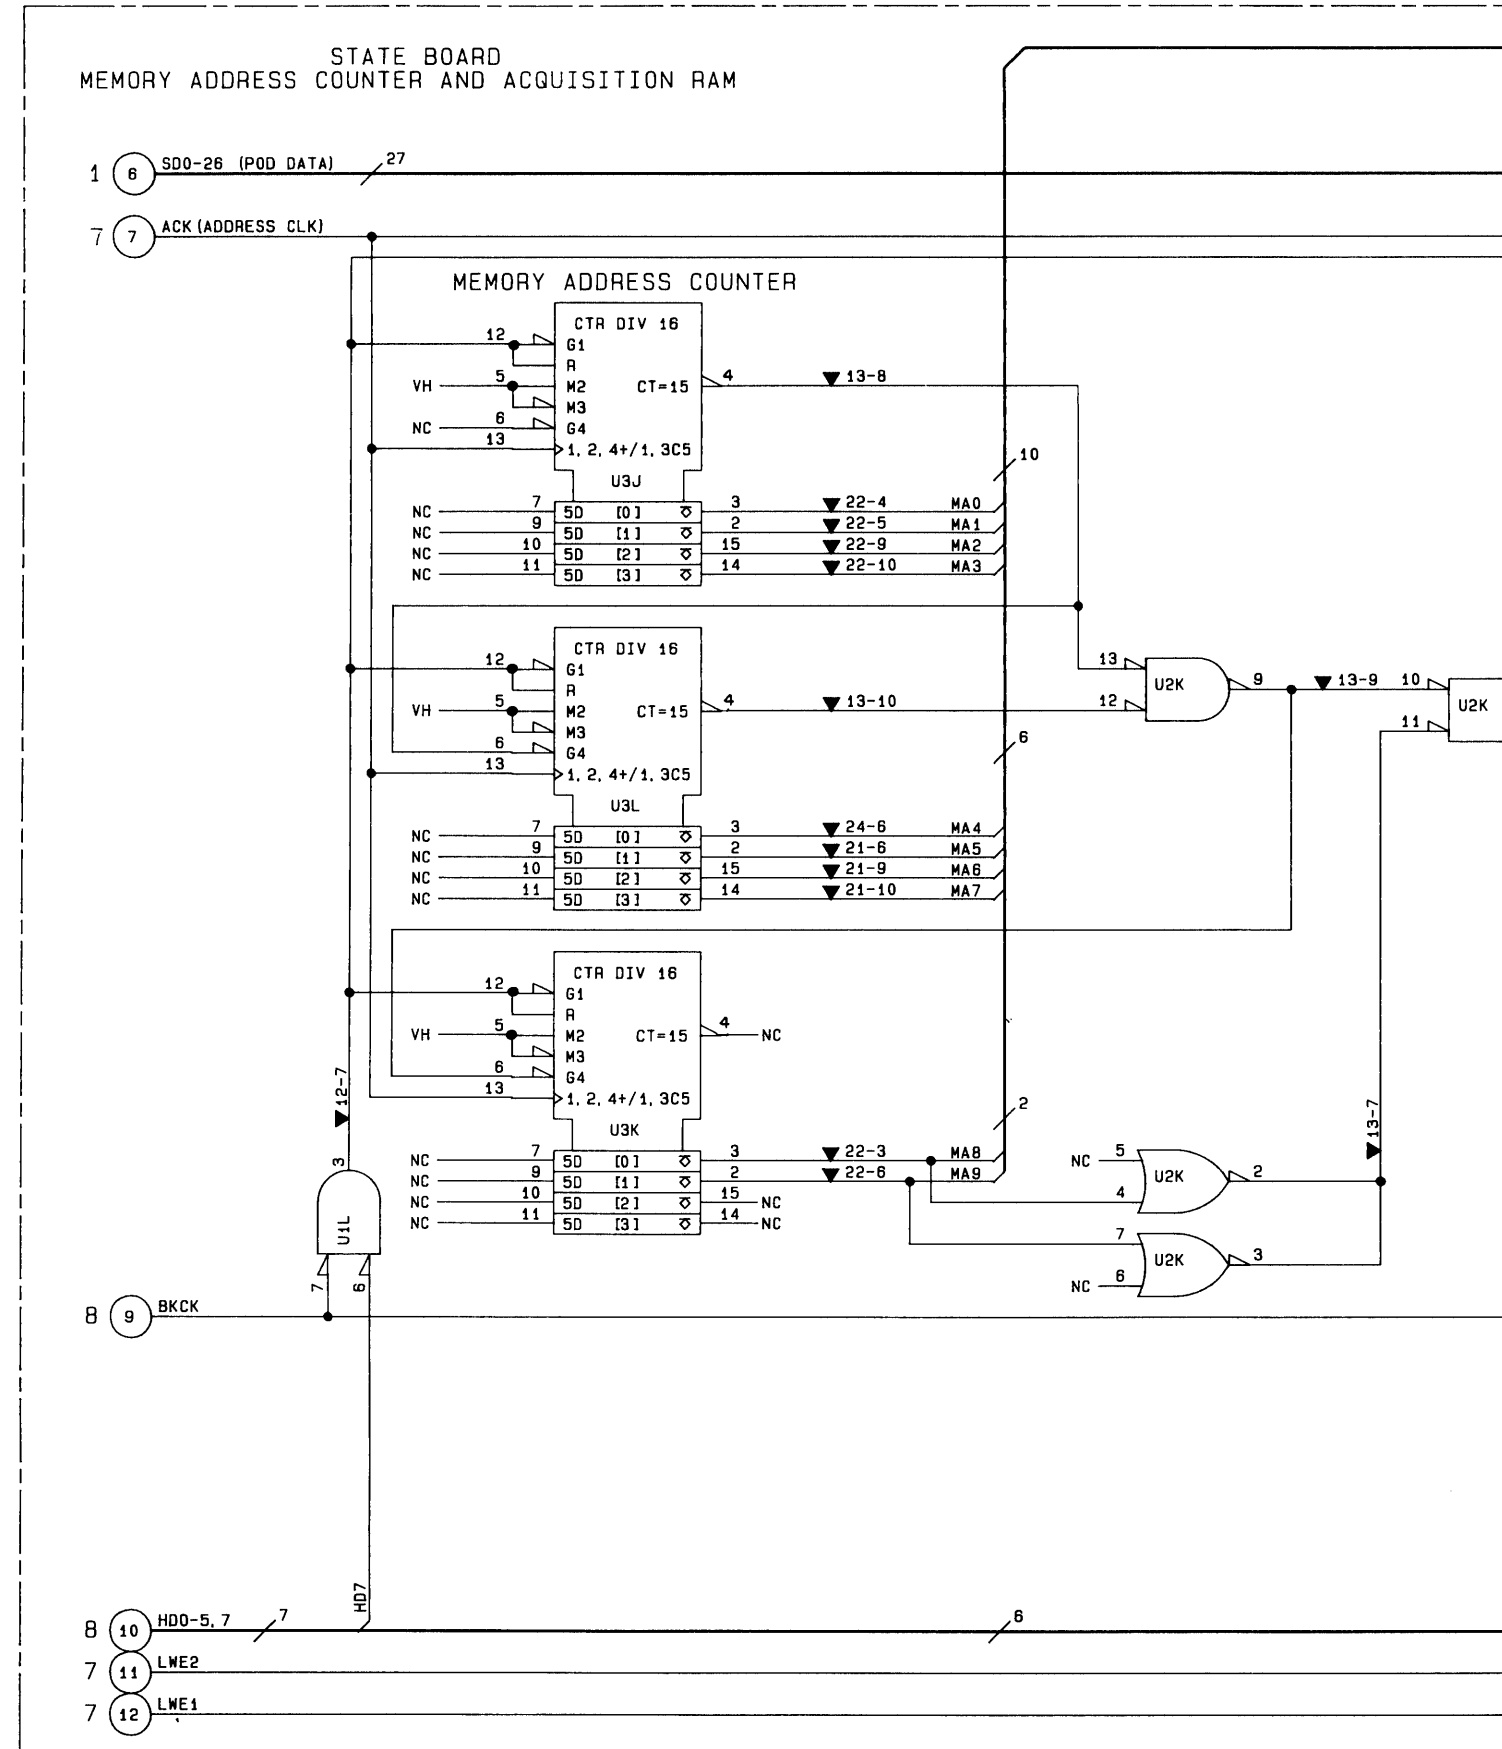 STATE BOARD
MEMORY ADDRESS COUNTER AND ACQUISITION RAM
1 6 SD0-26 (POD DATA) 27
7 7 ACK (ADDRESS CLK)
MEMORY ADDRESS COUNTER
CTR DIV 16
12 G1
R
VH 5 M2 CT=15 4 13-8
M3
NC 6 G4
13 1, 2, 4+/1, 3C5
10
U3J
NC 7 5D [0] 3 22-4 MA0
NC 9 5D [1] 2 22-5 MA1
NC 10 5D [2] 15 22-9 MA2
NC 11 5D [3] 14 22-10 MA3
CTR DIV 16
12 G1
R
VH 5 M2 CT=15 4 13-10
M3
6 G4
13 1, 2, 4+/1, 3C5
13 12 U2K 9 13-9 10 11 U2K
6
U3L
NC 7 5D [0] 3 24-6 MA4
NC 9 5D [1] 2 21-6 MA5
NC 10 5D [2] 15 21-9 MA6
NC 11 5D [3] 14 21-10 MA7
CTR DIV 16
12 G1
R
VH 5 M2 CT=15 4 NC
M3
6 G4
13 1, 2, 4+/1, 3C5
12-7
2
13-7
U3K
NC 7 5D [0] 3 22-3 MA8
NC 9 5D [1] 2 22-6 MA9
NC 10 5D [2] 15 NC
NC 11 5D [3] 14 NC
NC 5 4 U2K 2
7 NC 6 U2K 3
3
U1L
7 6
8 9 BKCK
HD7
8 10 HD0-5, 7 7 6
7 11 LWE2
7 12 LWE1